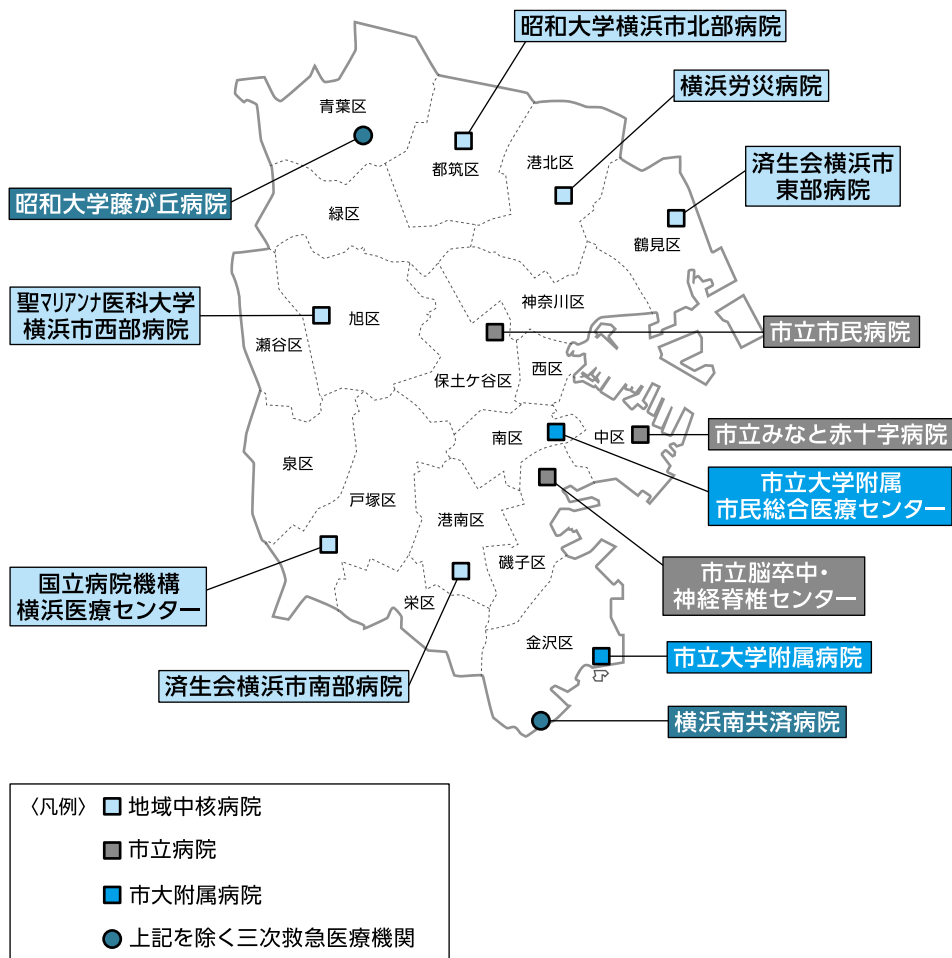 昭和大学横浜市北部病院
横浜労災病院
青葉区
都筑区
港北区
済生会横浜市
東部病院
昭和大学藤が丘病院
緑区
鶴見区
聖マリアンナ医科大学
横浜市西部病院
旭区
神奈川区
瀬谷区
市立市民病院
保土ケ谷区
西区
南区
中区
市立みなと赤十字病院
泉区
市立大学附属
市民総合医療センター
戸塚区
港南区
磯子区
市立脳卒中・
神経脊椎センター
国立病院機構
横浜医療センター
栄区
金沢区
市立大学附属病院
済生会横浜市南部病院
横浜南共済病院
〈凡例〉 地域中核病院
市立病院
市大附属病院
上記を除く三次救急医療機関